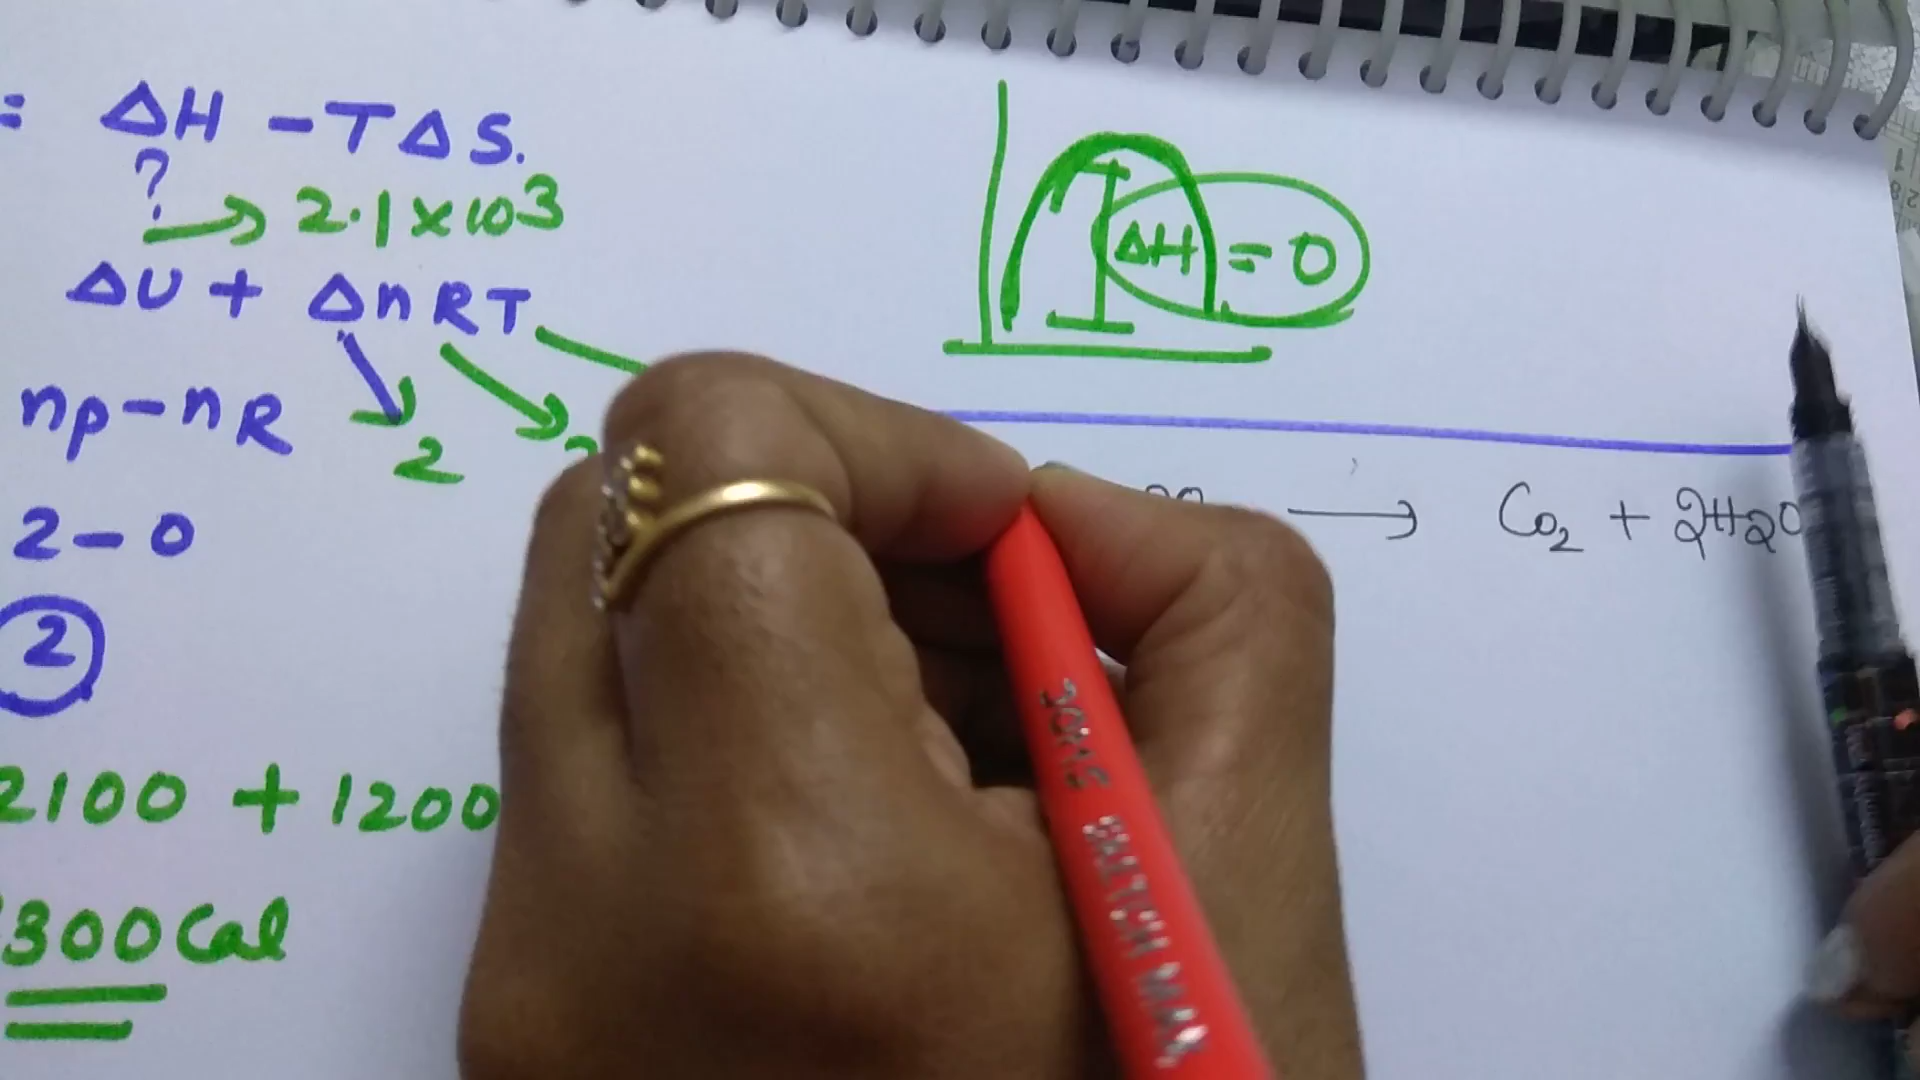 = ΔH - TΔS.
?
→ 2.1×10³
ΔU + ΔnRT
np - nR
2
2 - 0
2
2100 + 1200
300 Cal
ΔH = 0
→ CO₂ + 2H₂O